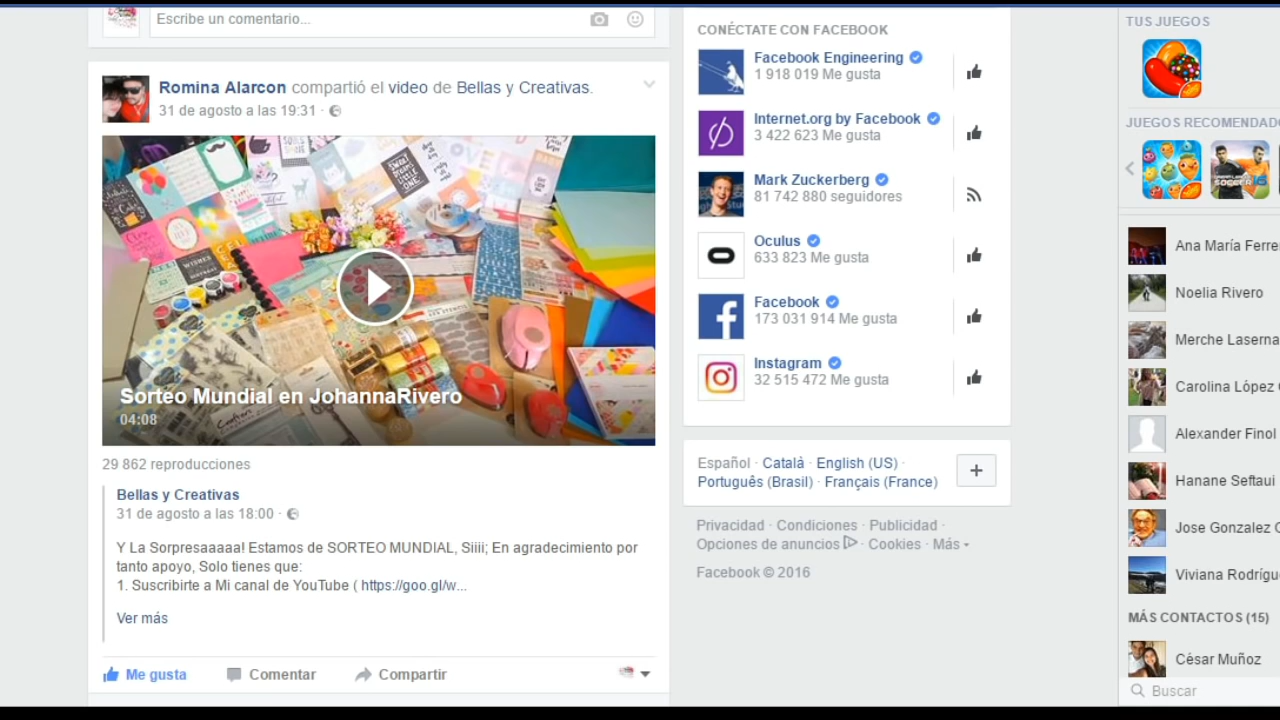 Escribe un comentario...
Romina Alarcon compartió el video de Bellas y Creativas.
31 de agosto a las 19:31 ·
SWEET
DREAMS
LITTLE
ONE
Sorteo Mundial en JohannaRivero
04:08
29 862 reproducciones
Bellas y Creativas
31 de agosto a las 18:00 ·
Y La Sorpresaaaaa! Estamos de SORTEO MUNDIAL, Siiii; En agradecimiento por
tanto apoyo, Solo tienes que:
1. Suscribirte a Mi canal de YouTube ( https://goo.gl/w...
Ver más
Me gusta
Comentar
Compartir
CONÉCTATE CON FACEBOOK
Facebook Engineering
1 918 019 Me gusta
Internet.org by Facebook
3 422 623 Me gusta
Mark Zuckerberg
81 742 880 seguidores
Oculus
633 823 Me gusta
Facebook
173 031 914 Me gusta
Instagram
32 515 472 Me gusta
Español · Català · English (US) ·
Português (Brasil) · Français (France)
Privacidad · Condiciones · Publicidad ·
Opciones de anuncios · Cookies · Más
Facebook © 2016
TUS JUEGOS
JUEGOS RECOMENDADO
SOCCER
Ana María Ferre
Noelia Rivero
Merche Laserna
Carolina López
Alexander Finol
Hanane Seftaui
Jose Gonzalez
Viviana Rodrígu
MÁS CONTACTOS (15)
César Muñoz
Buscar